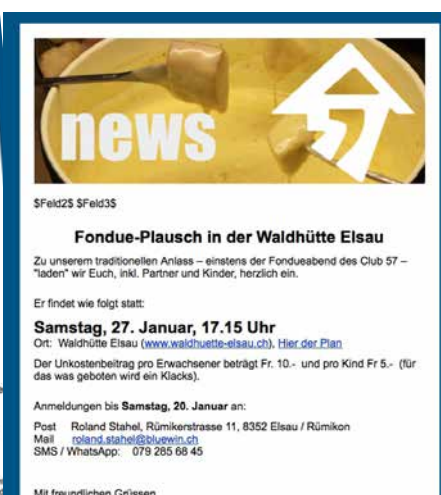 news
$Feld2$ $Feld3$
Fondue-Plausch in der Waldhütte Elsau
Zu unserem traditionellen Anlass – einstens der Fondueabend des Club 57 –
"laden" wir Euch, inkl. Partner und Kinder, herzlich ein.
Er findet wie folgt statt:
Samstag, 27. Januar, 17.15 Uhr
Ort: Waldhütte Elsau (www.waldhuette-elsau.ch), Hier der Plan
Der Unkostenbeitrag pro Erwachsener beträgt Fr. 10.- und pro Kind Fr 5.- (für
das was geboten wird ein Klacks).
Anmeldungen bis Samstag, 20. Januar an:
Post Roland Stahel, Rümikerstrasse 11, 8352 Elsau / Rümikon
Mail roland.stahel@bluewin.ch
SMS / WhatsApp: 079 285 68 45
Mit freundlichen Grüssen